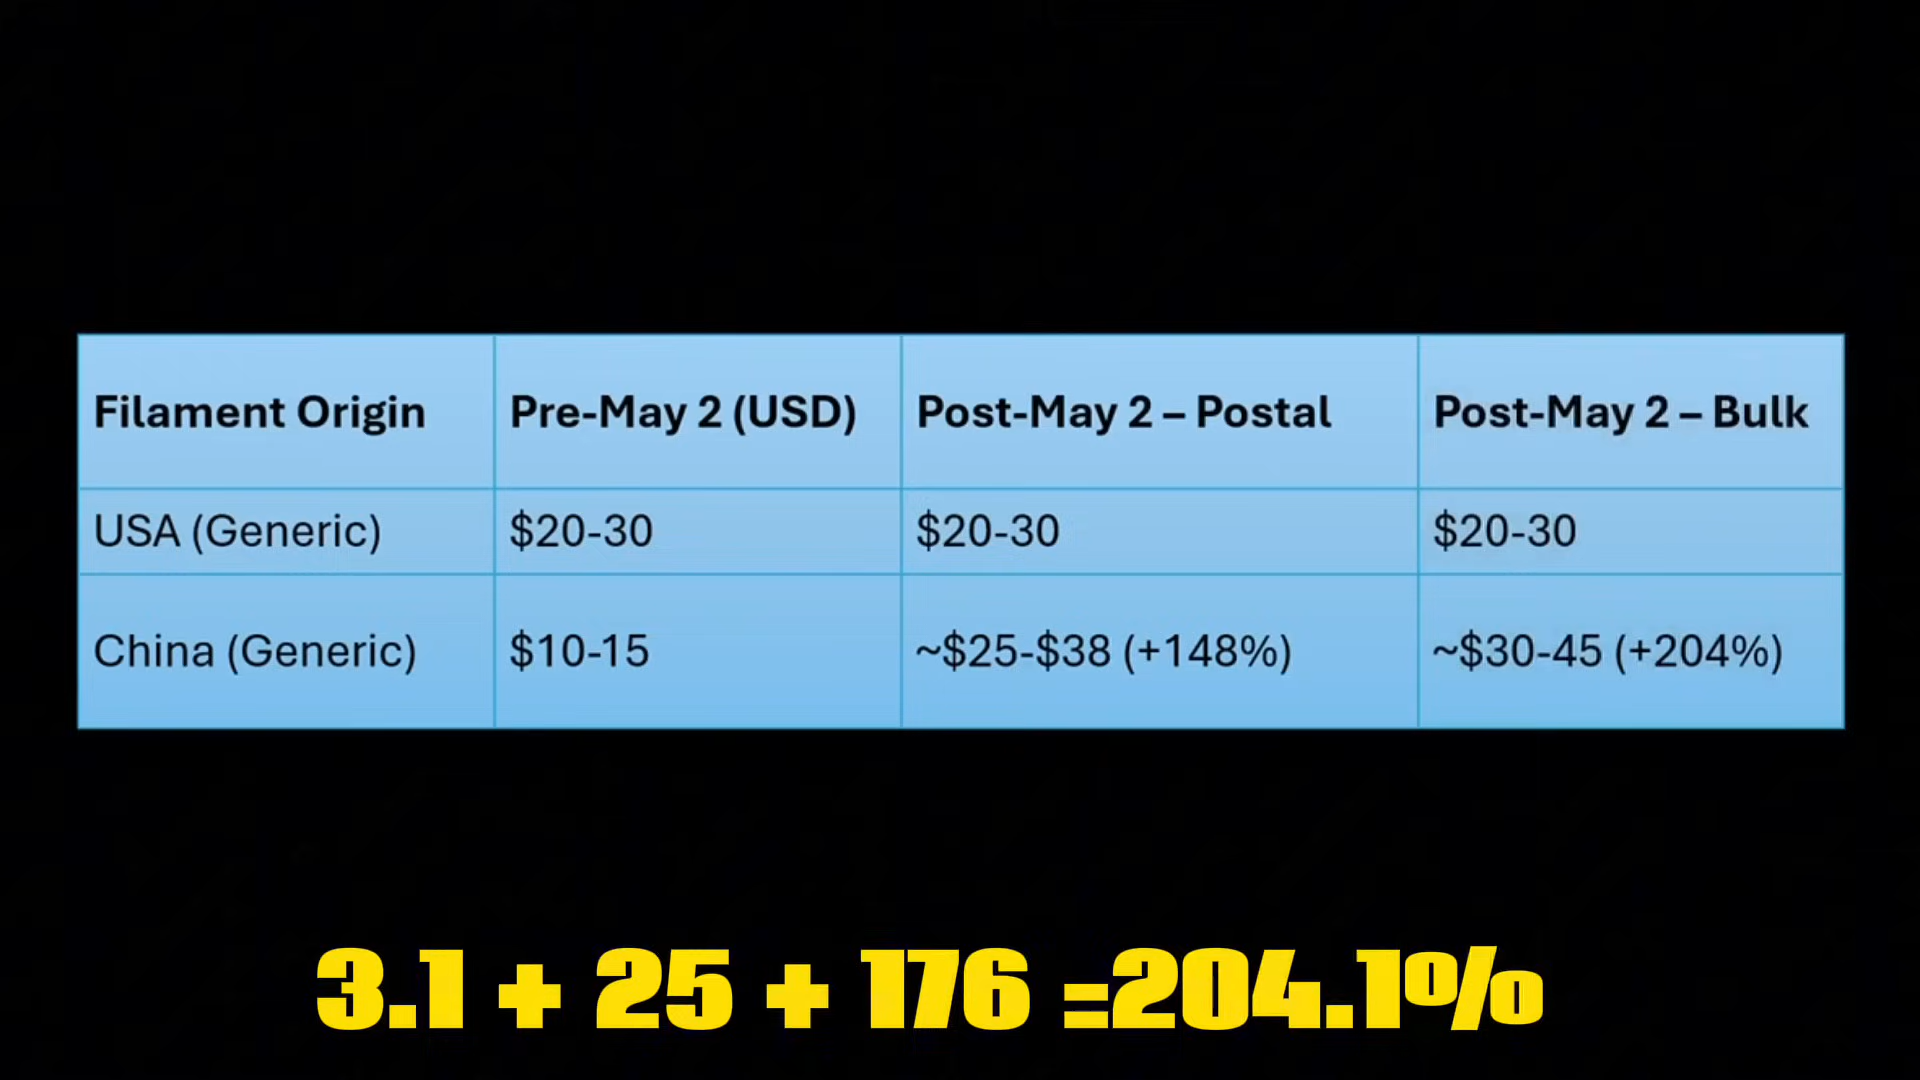 Filament Origin Pre-May 2 (USD) Post-May 2 – Postal Post-May 2 – Bulk
USA (Generic) $20-30 $20-30 $20-30
China (Generic) $10-15 ~$25-$38 (+148%) ~$30-45 (+204%)
3.1 + 25 + 176 =204.1%